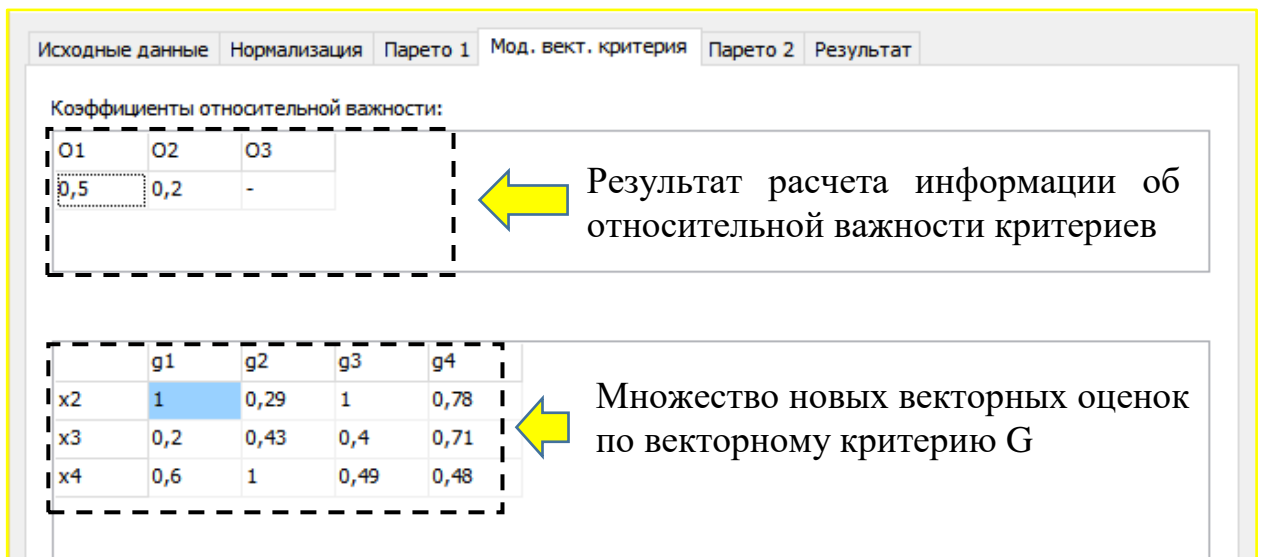 Исходные данные Нормализация Парето 1 Мод. вект. критерия Парето 2 Результат
Коэффициенты относительной важности:
O1 O2 O3
0,5 0,2 -
Результат расчета информации об
относительной важности критериев
g1 g2 g3 g4
x2 1 0,29 1 0,78
x3 0,2 0,43 0,4 0,71
x4 0,6 1 0,49 0,48
Множество новых векторных оценок
по векторному критерию G